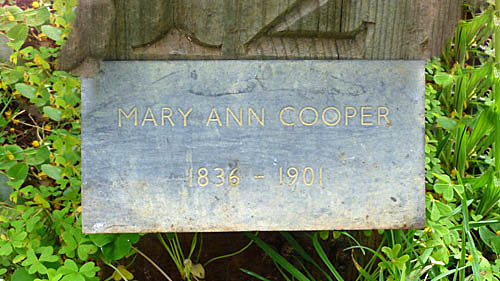 MARY ANN COOPER
1836 - 1901